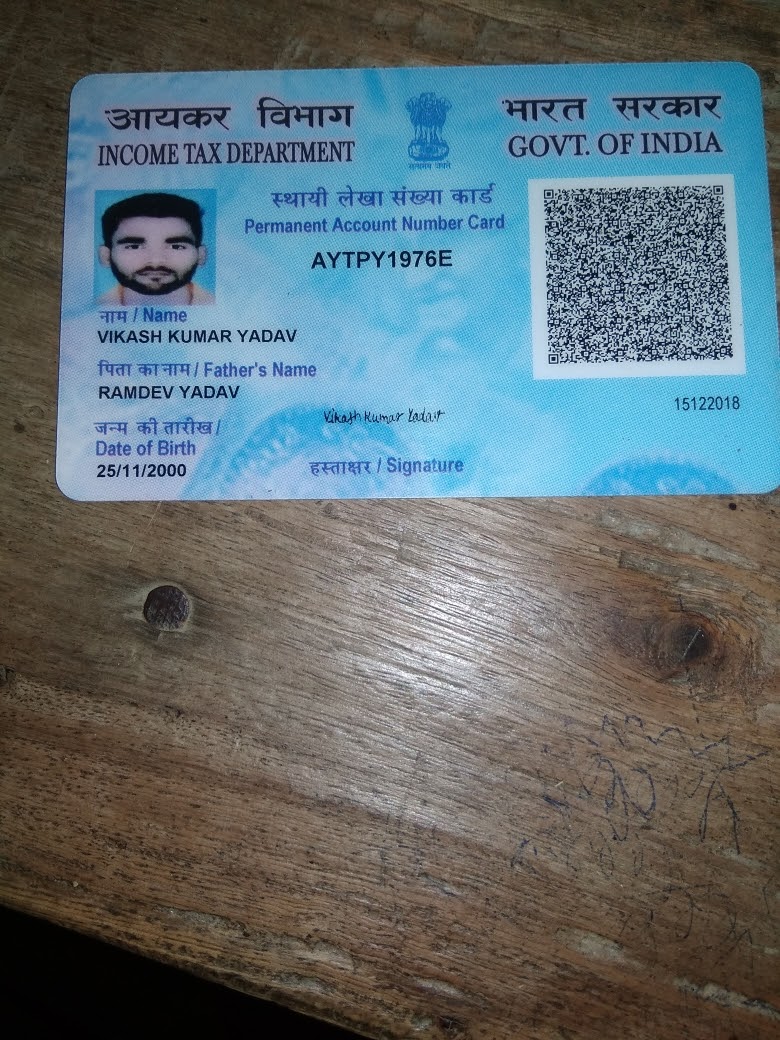 आयकर विभाग
INCOME TAX DEPARTMENT
भारत सरकार
GOVT. OF INDIA
सत्यमेव जयते
स्थायी लेखा संख्या कार्ड
Permanent Account Number Card
AYTPY1976E
नाम / Name
VIKASH KUMAR YADAV
पिता का नाम / Father's Name
RAMDEV YADAV
जन्म की तारीख /
Date of Birth
25/11/2000
Vikash Kumar Yadav
हस्ताक्षर / Signature
15122018